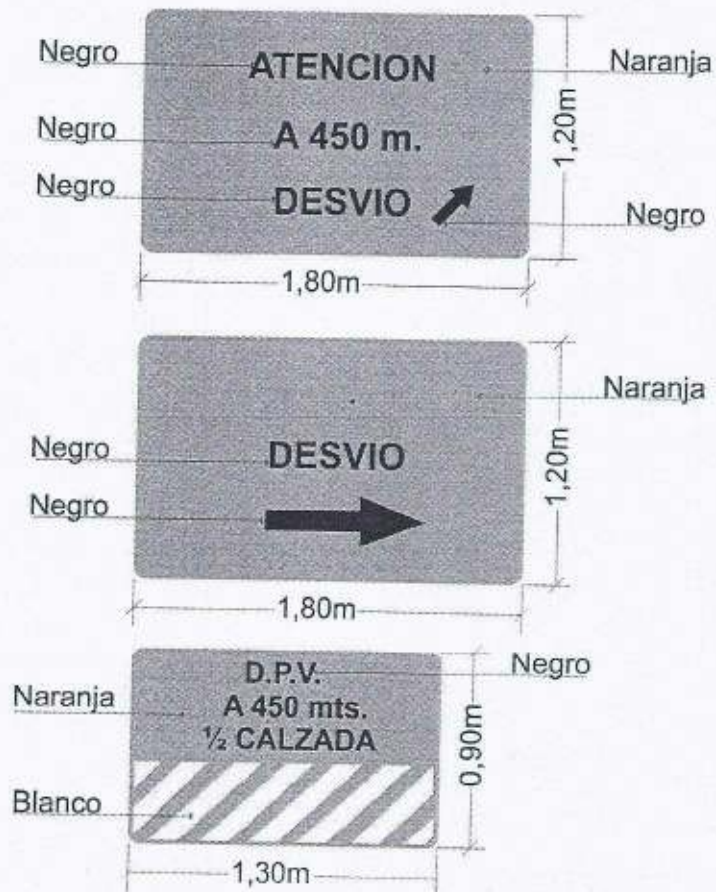 Negro
ATENCION
Naranja
Negro
A 450 m.
1,20m
Negro
DESVIO
Negro
1,80m
Naranja
Negro
DESVIO
1,20m
Negro
1,80m
D.P.V.
Negro
Naranja
A 450 mts.
½ CALZADA
0,90m
Blanco
1,30m